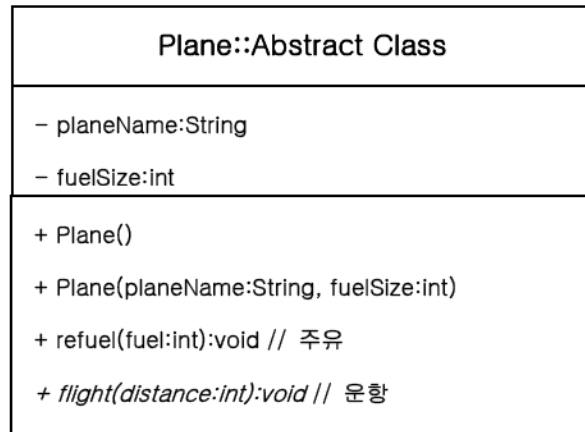 Plane::Abstract Class
- planeName:String
- fuelSize:int
+ Plane()
+ Plane(planeName:String, fuelSize:int)
+ refuel(fuel:int):void // 주유
+ flight(distance:int):void // 운항